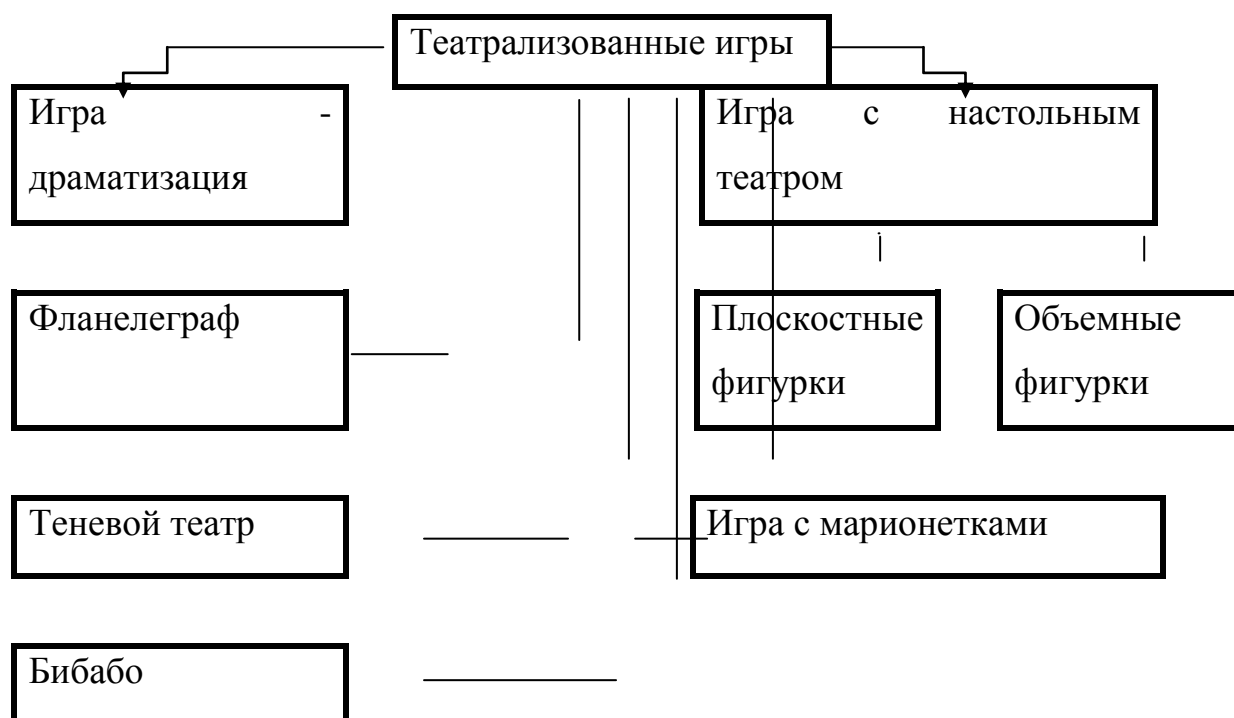 Театрализованные игры
Игра -
драматизация
Игра с настольным
театром
Фланелеграф
Плоскостные
фигурки
Объемные
фигурки
Теневой театр
Игра с марионетками
Бибабо